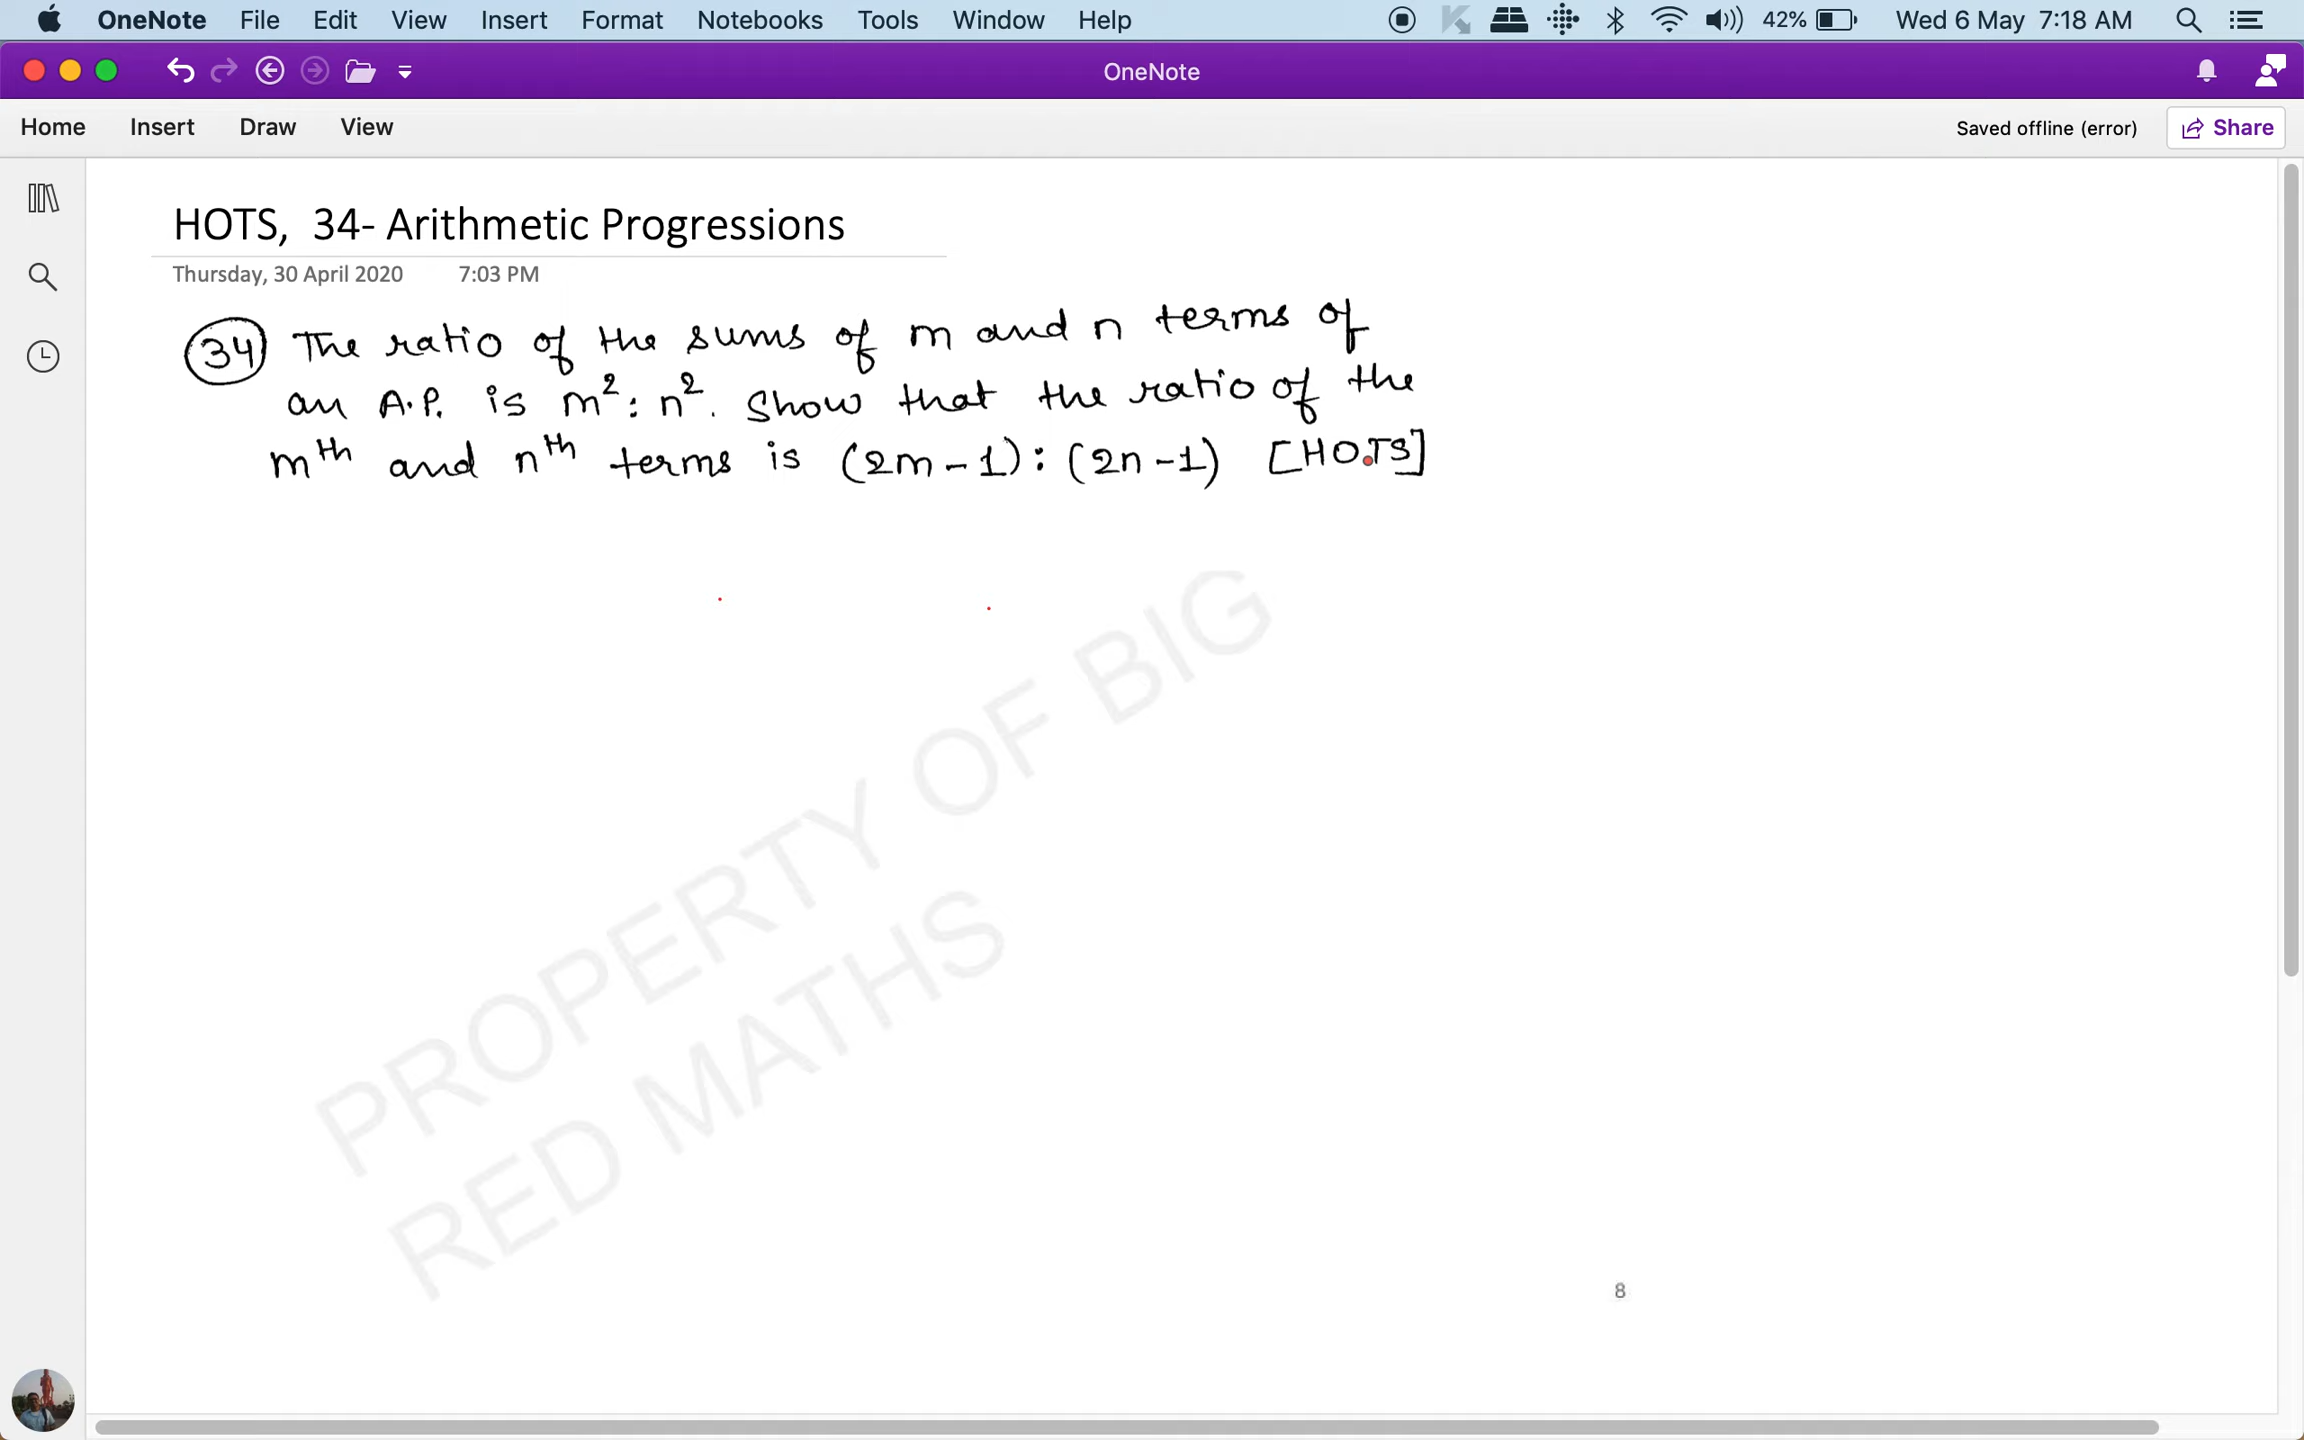 OneNote File Edit View Insert Format Notebooks Tools Window Help 42% Wed 6 May 7:18 AM
OneNote
Home Insert Draw View Saved offline (error) Share
HOTS, 34- Arithmetic Progressions
Thursday, 30 April 2020 7:03 PM
34 The ratio of the sums of m and n terms of
an A.P. is m²:n². Show that the ratio of the
mᵗʰ and nᵗʰ terms is (2m-1):(2n-1) [HOTS]
PROPERTY OF BIG
RED MATHS
8